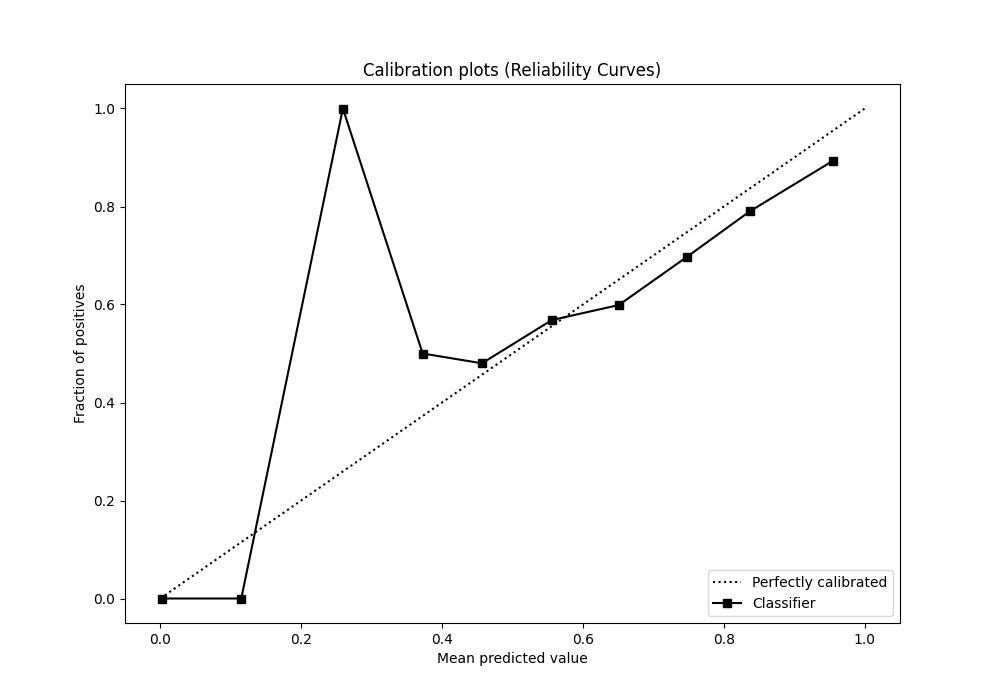 Calibration plots (Reliability Curves)
1.0
0.8
0.6
0.4
0.2
0.0
Fraction of positives
Perfectly calibrated
Classifier
0.0 0.2 0.4 0.6 0.8 1.0
Mean predicted value